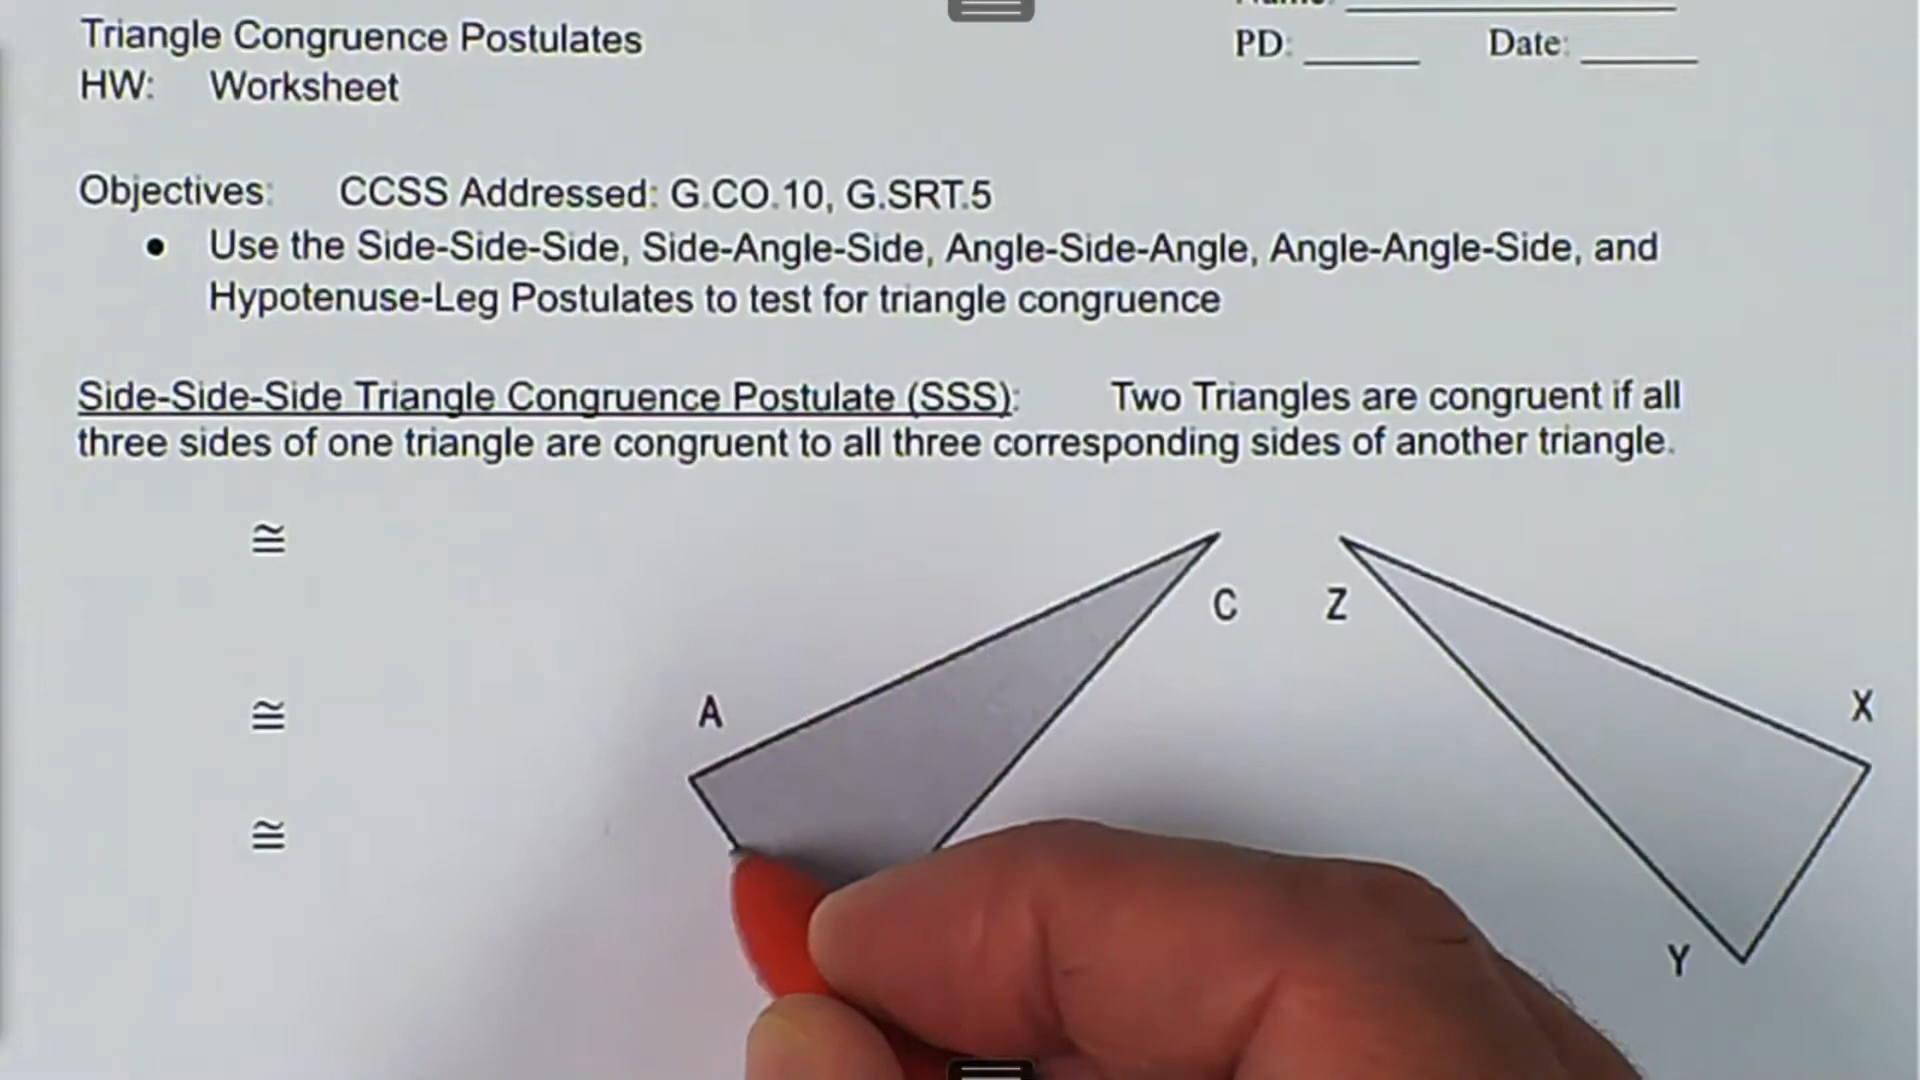 Triangle Congruence Postulates
PD: ______ Date: ______
HW: Worksheet
Objectives: CCSS Addressed: G.CO.10, G.SRT.5
● Use the Side-Side-Side, Side-Angle-Side, Angle-Side-Angle, Angle-Angle-Side, and
Hypotenuse-Leg Postulates to test for triangle congruence
Side-Side-Side Triangle Congruence Postulate (SSS): Two Triangles are congruent if all
three sides of one triangle are congruent to all three corresponding sides of another triangle.
≅
C Z
A X
≅
≅
Y